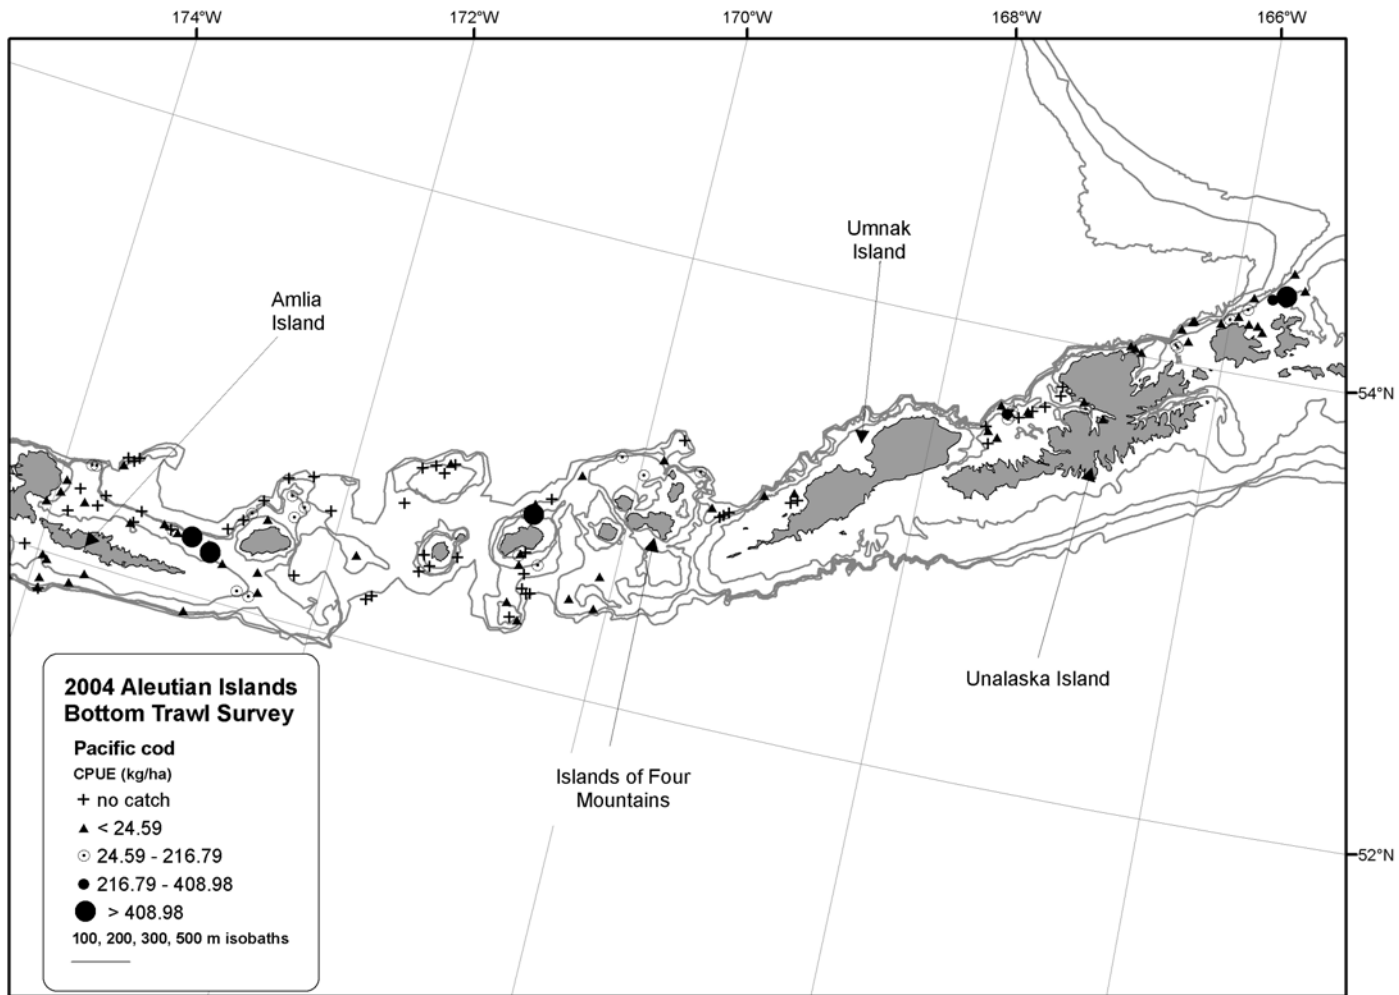 174°W
172°W
170°W
168°W
166°W
Umnak
Island
Amlia
Island
54°N
Unalaska Island
Islands of Four
Mountains
52°N
2004 Aleutian Islands
Bottom Trawl Survey
Pacific cod
CPUE (kg/ha)
no catch
< 24.59
24.59 - 216.79
216.79 - 408.98
> 408.98
100, 200, 300, 500 m isobaths